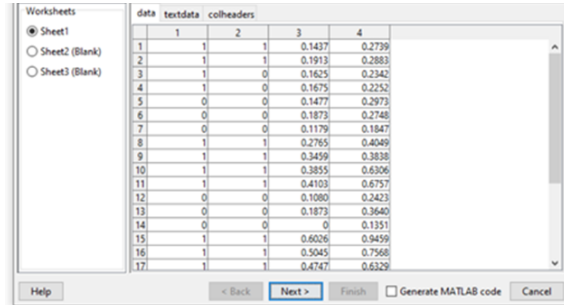 Worksheets
Sheet1
Sheet2 (Blank)
Sheet3 (Blank)
data textdata colheaders
1 2 3 4
1 1 1 0.1437 0.2739
2 1 1 0.1913 0.2883
3 1 0 0.1625 0.2342
4 1 0 0.1675 0.2252
5 0 0 0.1477 0.2973
6 0 0 0.1873 0.2748
7 0 0 0.1179 0.1847
8 1 1 0.2765 0.4049
9 1 1 0.3459 0.3838
10 1 1 0.3855 0.6306
11 1 1 0.4103 0.6757
12 0 0 0.1080 0.2423
13 0 0 0.1873 0.3640
14 0 0 0 0.1351
15 1 1 0.6026 0.9459
16 1 1 0.5045 0.7568
17 1 1 0.4747 0.6329
Help < Back Next > Finish Generate MATLAB code Cancel